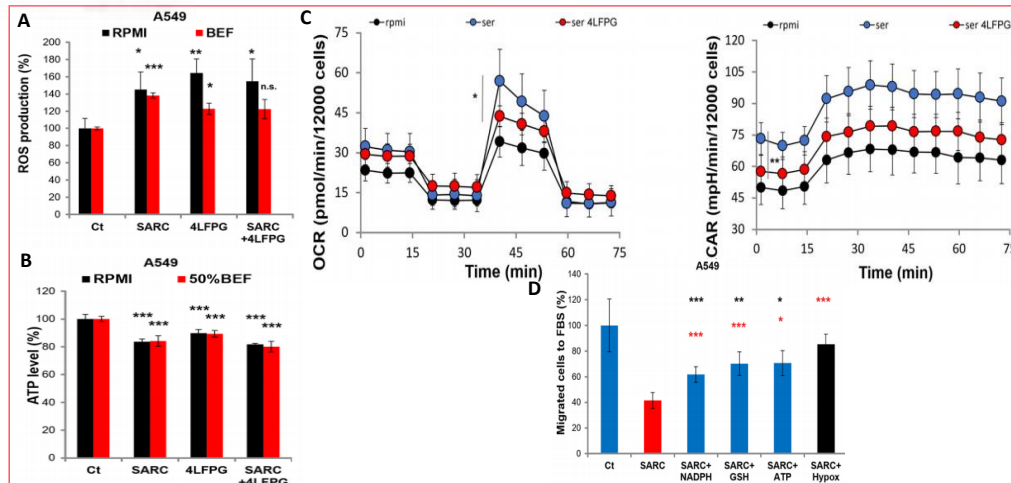 A
A549
RPMI BEF
ROS production (%)
200
180
160
140
120
100
80
60
40
20
0
* *** ** * * n.s.
Ct SARC 4LFPG SARC
+4LFPG
B
A549
RPMI 50%BEF
ATP level (%)
120
100
80
60
40
20
0
*** *** *** *** *** ***
Ct SARC 4LFPG SARC
+4LFPG
C
rpmi ser ser 4LFPG
OCR (pmol/min/12000 cells)
75
60
45
30
15
0
*
0 15 30 45 60 75
Time (min)
rpmi ser ser 4LFPG
CAR (mpH/min/12000 cells)
120
105
90
75
60
45
30
**
0 15 30 45 60 75
Time (min)
D
A549
Migrated cells to FBS (%)
140
120
100
80
60
40
20
0
*** ** * ***
*** *** *
Ct SARC SARC+ SARC+ SARC+ SARC+
NADPH GSH ATP Hypox